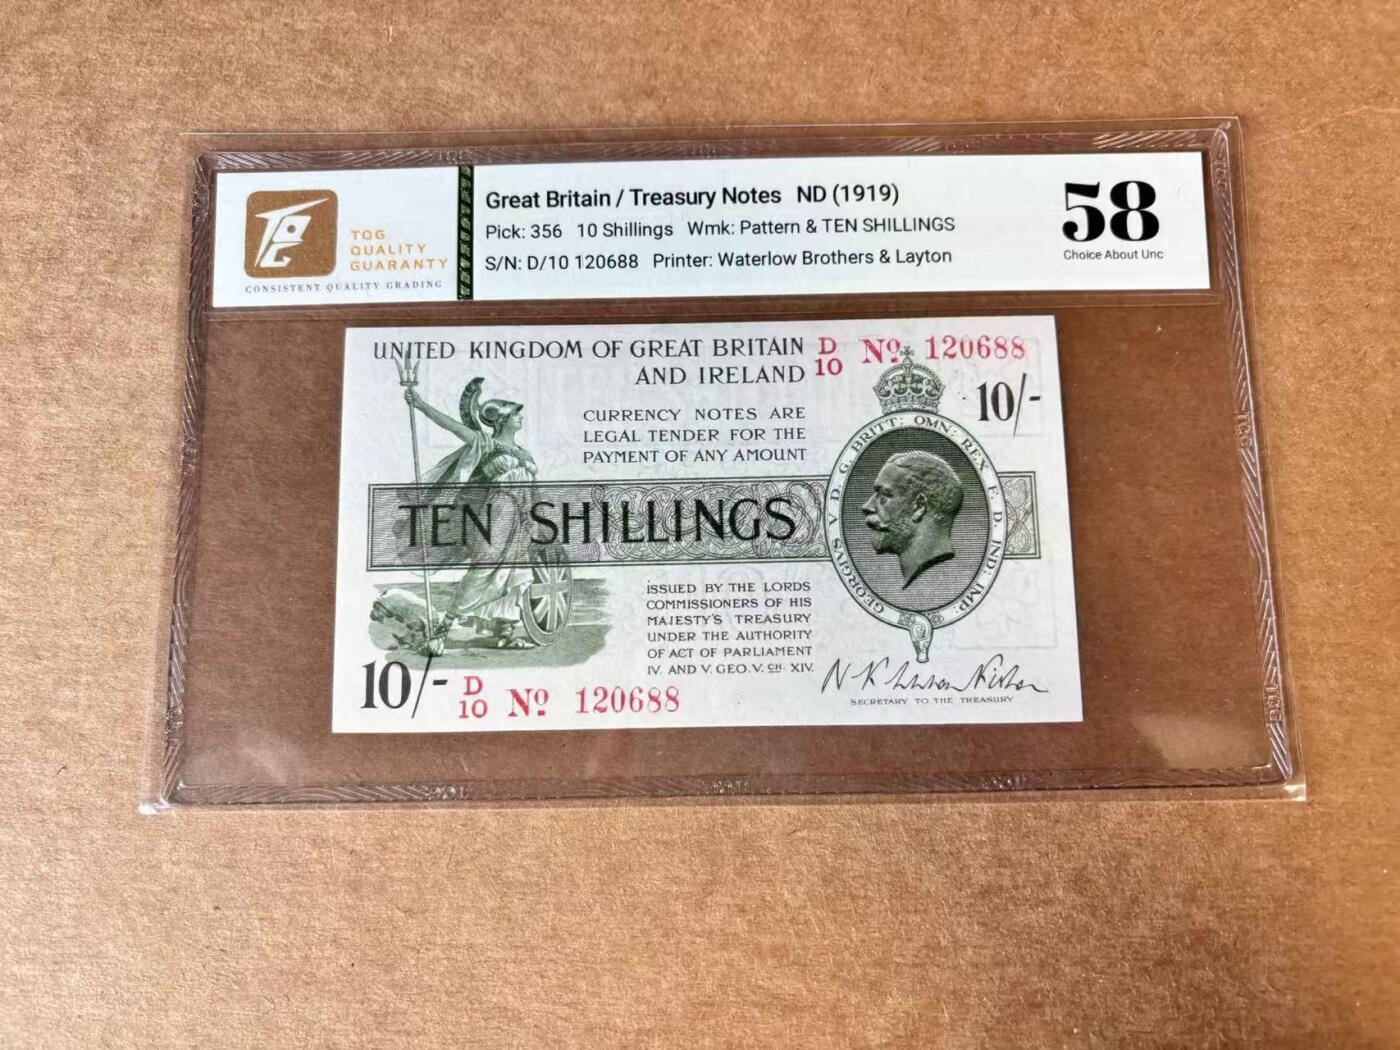 TQG
QUALITY
GUARANTY
CONSISTENT QUALITY GRADING
Great Britain / Treasury Notes ND (1919)
Pick: 356 10 Shillings Wmk: Pattern & TEN SHILLINGS
S/N: D/10 120688 Printer: Waterlow Brothers & Layton
58
Choice About Unc
UNITED KINGDOM OF GREAT BRITAIN
AND IRELAND
D/10 No. 120688
10/-
CURRENCY NOTES ARE
LEGAL TENDER FOR THE
PAYMENT OF ANY AMOUNT
TEN SHILLINGS
GEORGIVS V D. G. BRITT: OMN: REX F. D. IND: IMP:
ISSUED BY THE LORDS
COMMISSIONERS OF HIS
MAJESTY'S TREASURY
UNDER THE AUTHORITY
OF ACT OF PARLIAMENT
IV. AND V. GEO. V. CH. XIV.
10/-
D/10 No. 120688
SECRETARY TO THE TREASURY